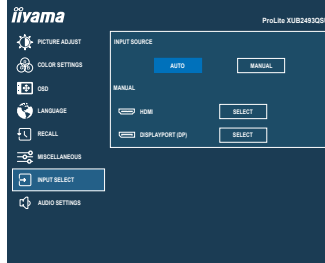 iiyama
ProLite XUB2493QSU
PICTURE ADJUST
COLOR SETTINGS
OSD
LANGUAGE
RECALL
MISCELLANEOUS
INPUT SELECT
AUDIO SETTINGS
INPUT SOURCE
AUTO
MANUAL
MANUAL
HDMI
SELECT
DISPLAYPORT (DP)
SELECT